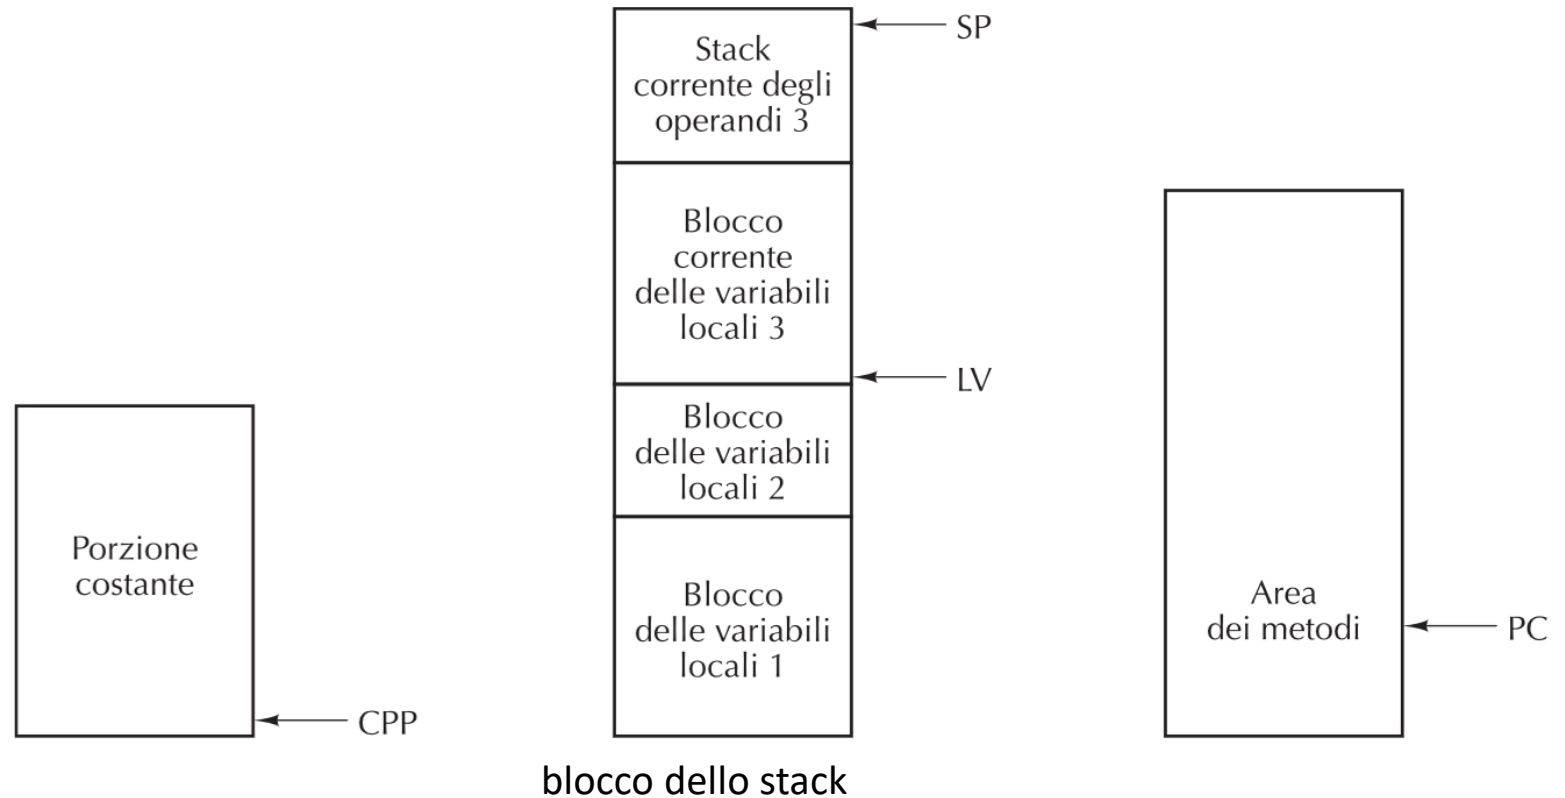 SP
Stack
corrente degli
operandi 3
Blocco
corrente
delle variabili
locali 3
LV
Blocco
delle variabili
locali 2
Porzione
costante
Blocco
delle variabili
locali 1
Area
dei metodi
PC
CPP
blocco dello stack